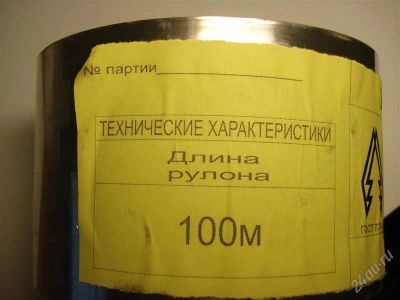 № партии
ТЕХНИЧЕСКИЕ ХАРАКТЕРИСТИКИ
Длина
рулона
100м
24au.ru